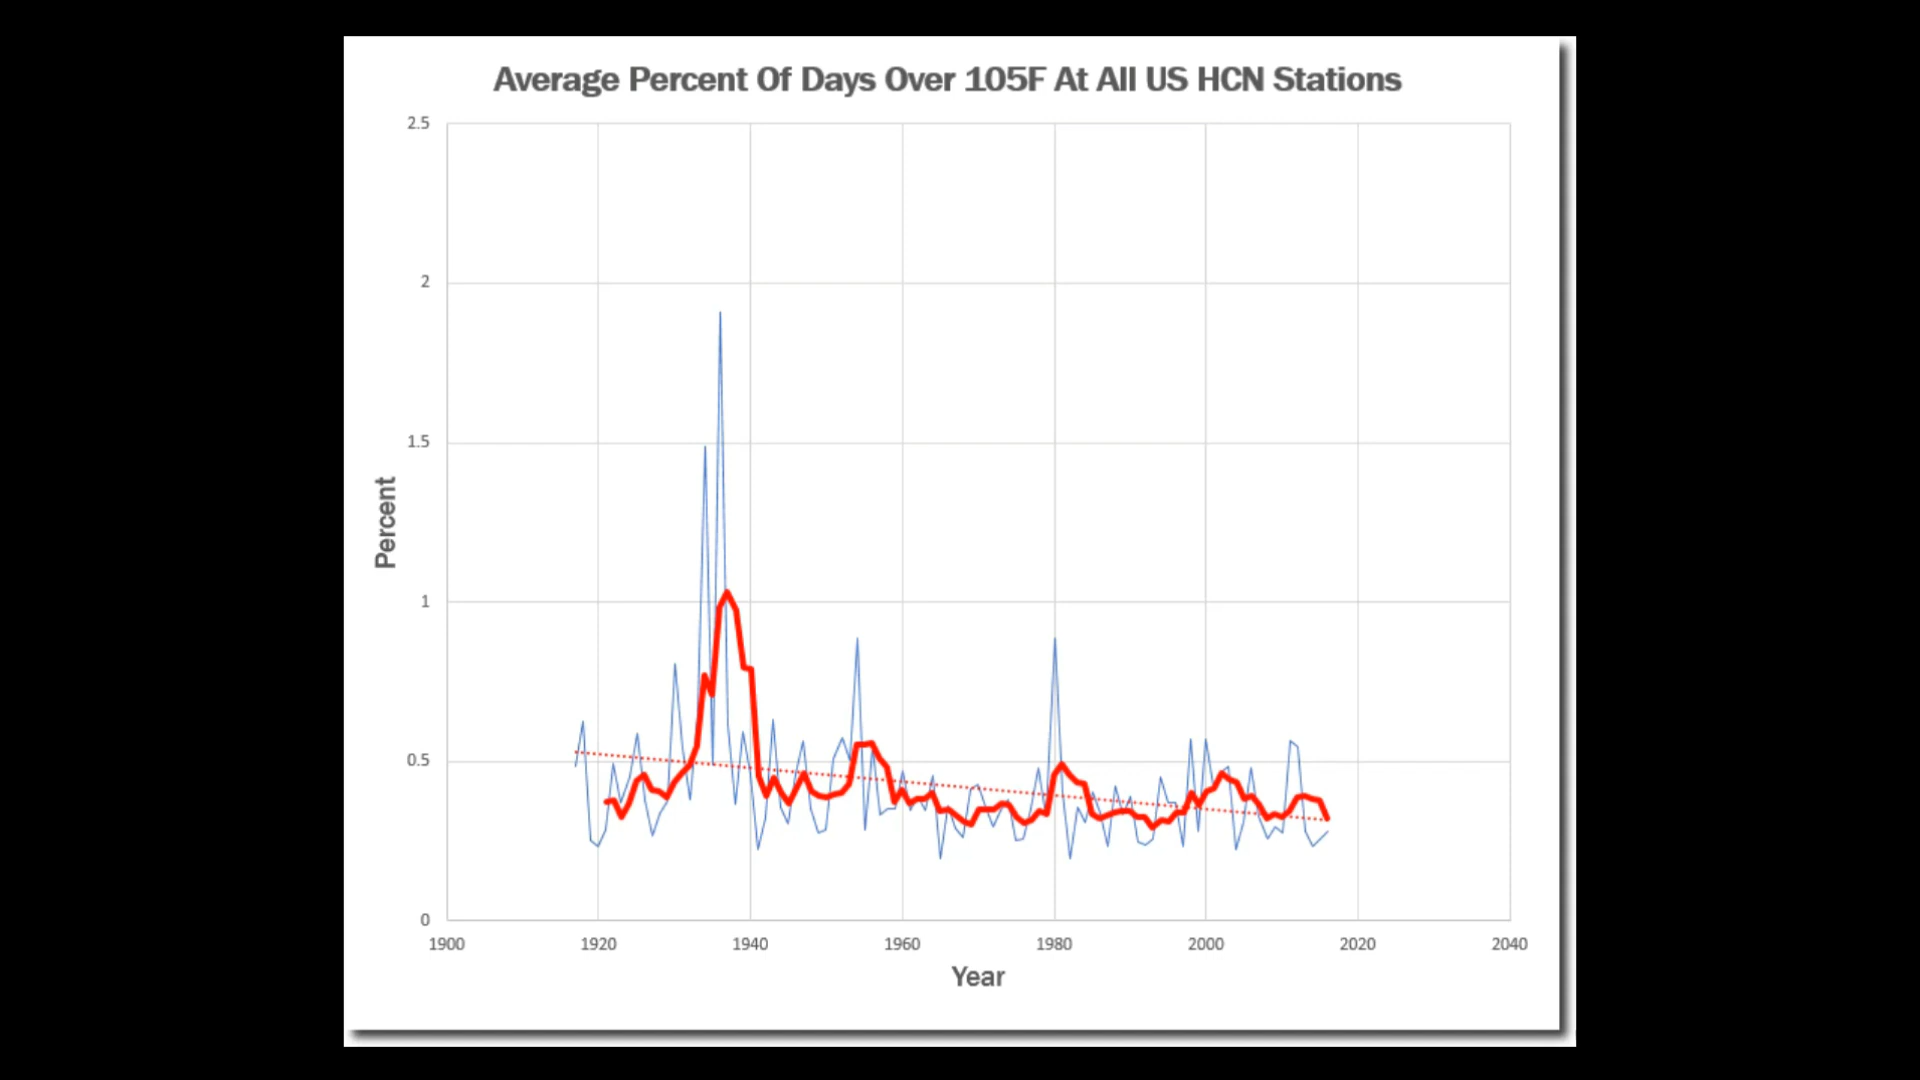 Average Percent Of Days Over 105F At All US HCN Stations
2.5
2
1.5
1
0.5
0
Percent
1900 1920 1940 1960 1980 2000 2020 2040
Year